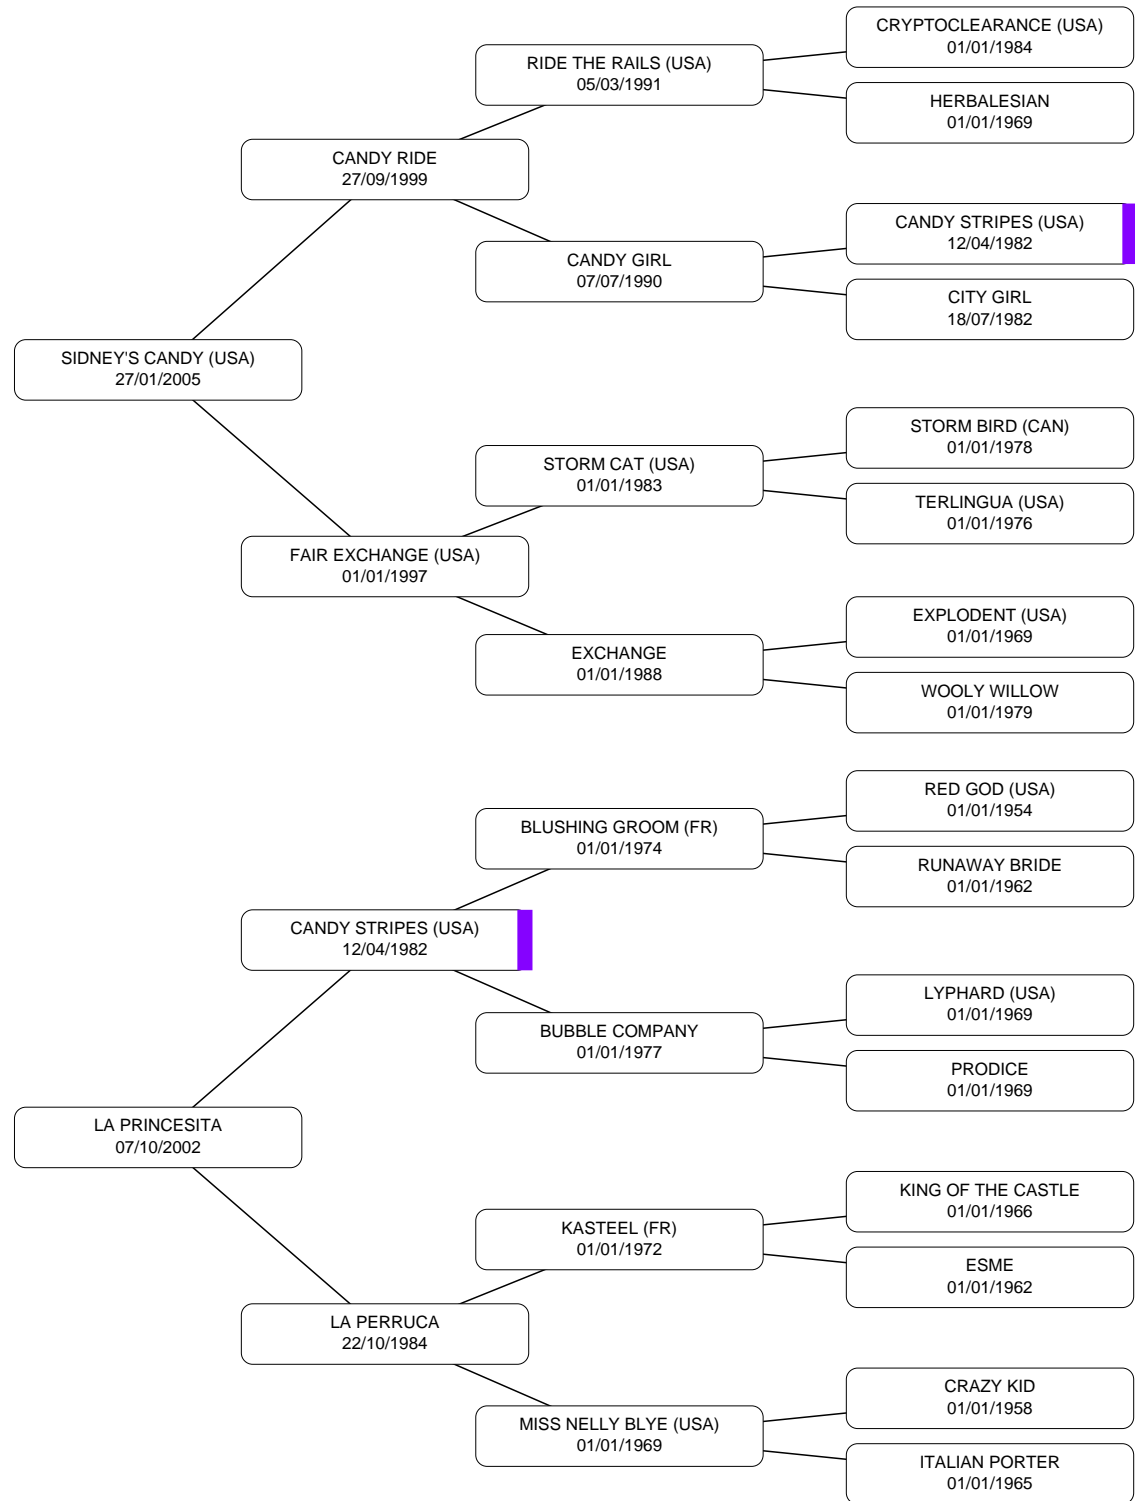 CRYPTOCLEARANCE (USA)
01/01/1984
RIDE THE RAILS (USA)
05/03/1991
HERBALESIAN
01/01/1969
CANDY RIDE
27/09/1999
CANDY STRIPES (USA)
12/04/1982
CANDY GIRL
07/07/1990
CITY GIRL
18/07/1982
SIDNEY'S CANDY (USA)
27/01/2005
STORM BIRD (CAN)
01/01/1978
STORM CAT (USA)
01/01/1983
TERLINGUA (USA)
01/01/1976
FAIR EXCHANGE (USA)
01/01/1997
EXPLODENT (USA)
01/01/1969
EXCHANGE
01/01/1988
WOOLY WILLOW
01/01/1979
RED GOD (USA)
01/01/1954
BLUSHING GROOM (FR)
01/01/1974
RUNAWAY BRIDE
01/01/1962
CANDY STRIPES (USA)
12/04/1982
LYPHARD (USA)
01/01/1969
BUBBLE COMPANY
01/01/1977
PRODICE
01/01/1969
LA PRINCESITA
07/10/2002
KING OF THE CASTLE
01/01/1966
KASTEEL (FR)
01/01/1972
ESME
01/01/1962
LA PERRUCA
22/10/1984
CRAZY KID
01/01/1958
MISS NELLY BLYE (USA)
01/01/1969
ITALIAN PORTER
01/01/1965